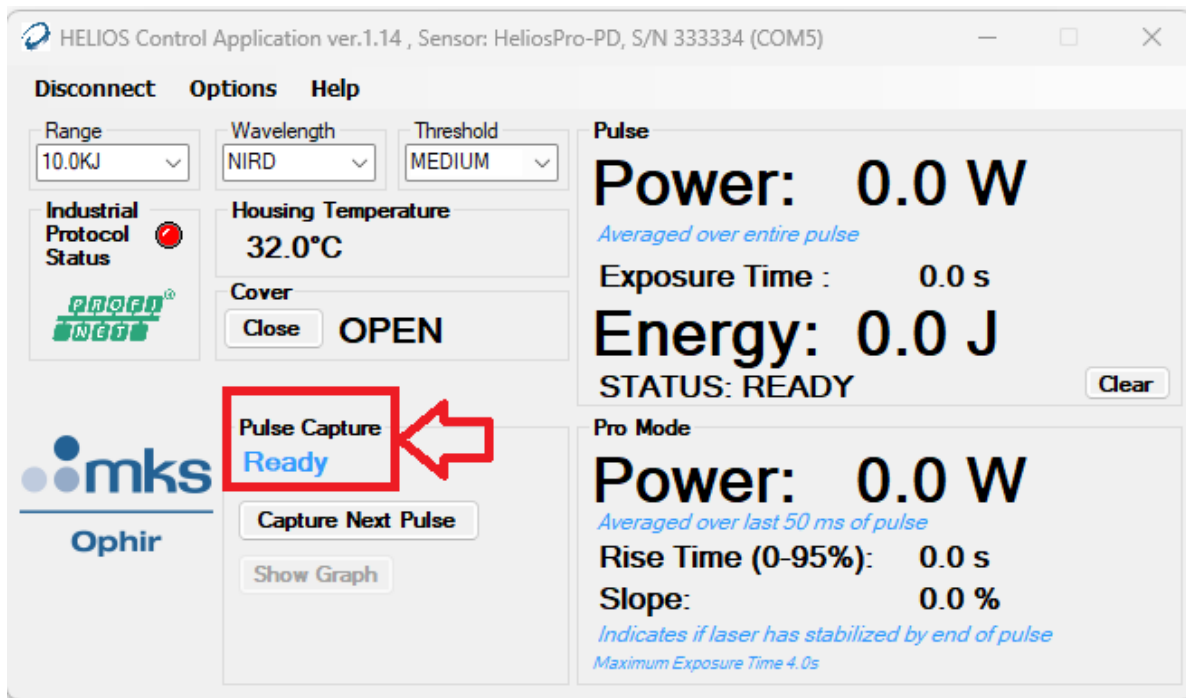 HELIOS Control Application ver.1.14 , Sensor: HeliosPro-PD, S/N 333334 (COM5)
Disconnect Options Help
Range
10.0KJ
Wavelength
NIRD
Threshold
MEDIUM
Industrial
Protocol
Status
PROFI®
NET
Housing Temperature
32.0°C
Cover
Close OPEN
mks
Ophir
Pulse Capture
Ready
Capture Next Pulse
Show Graph
Pulse
Power: 0.0 W
Averaged over entire pulse
Exposure Time : 0.0 s
Energy: 0.0 J
STATUS: READY Clear
Pro Mode
Power: 0.0 W
Averaged over last 50 ms of pulse
Rise Time (0-95%): 0.0 s
Slope: 0.0 %
Indicates if laser has stabilized by end of pulse
Maximum Exposure Time 4.0s